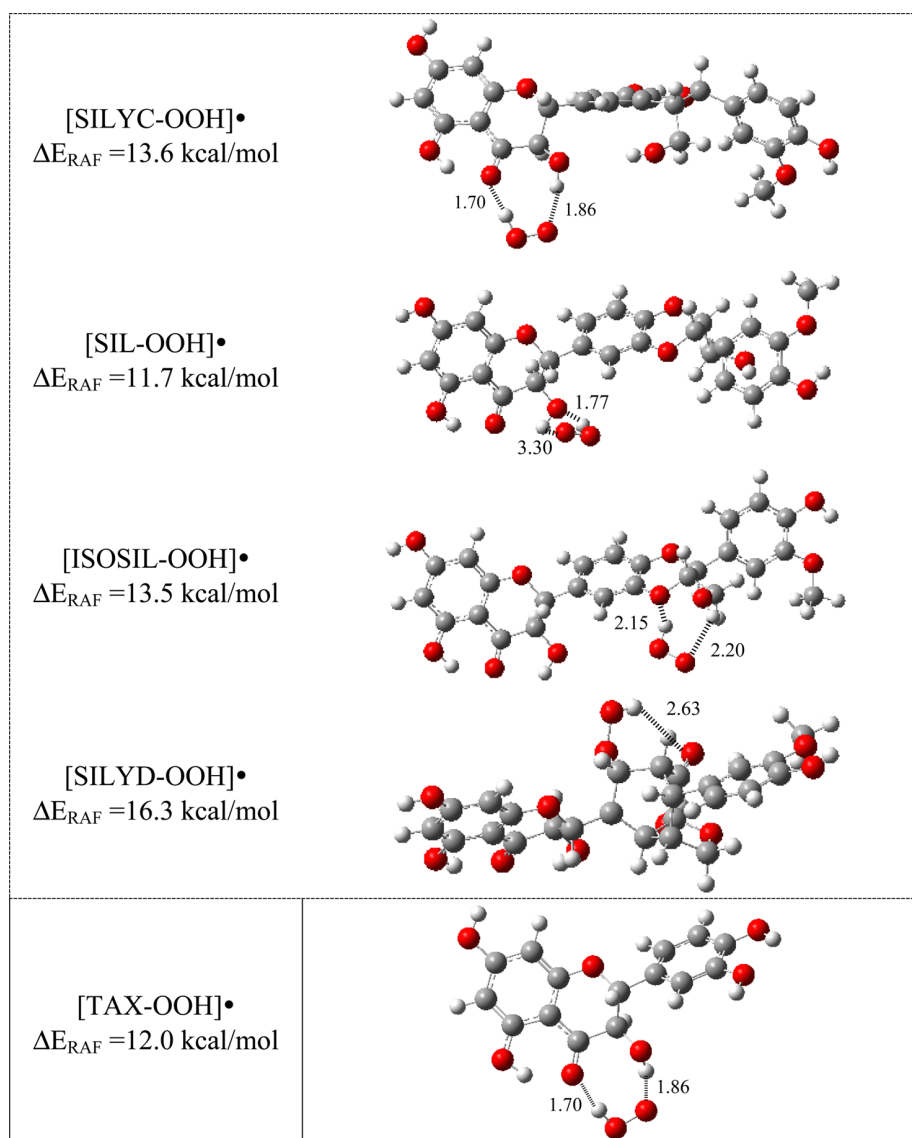 [SILYC-OOH]•
ΔE_RAF =13.6 kcal/mol
1.70
1.86
[SIL-OOH]•
ΔE_RAF =11.7 kcal/mol
1.77
3.30
[ISOSIL-OOH]•
ΔE_RAF =13.5 kcal/mol
2.15
2.20
[SILYD-OOH]•
ΔE_RAF =16.3 kcal/mol
2.63
[TAX-OOH]•
ΔE_RAF =12.0 kcal/mol
1.70
1.86